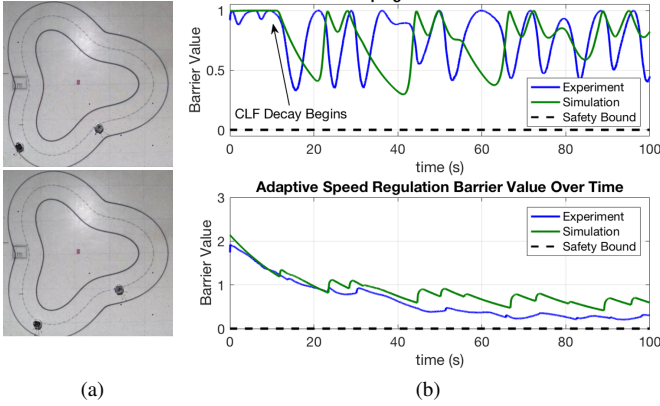 1
0.5
0
Barrier Value
CLF Decay Begins
Experiment
Simulation
Safety Bound
0 20 40 60 80 100
time (s)
Adaptive Speed Regulation Barrier Value Over Time
3
2
1
0
Barrier Value
Experiment
Simulation
Safety Bound
0 20 40 60 80 100
time (s)
(a) (b)